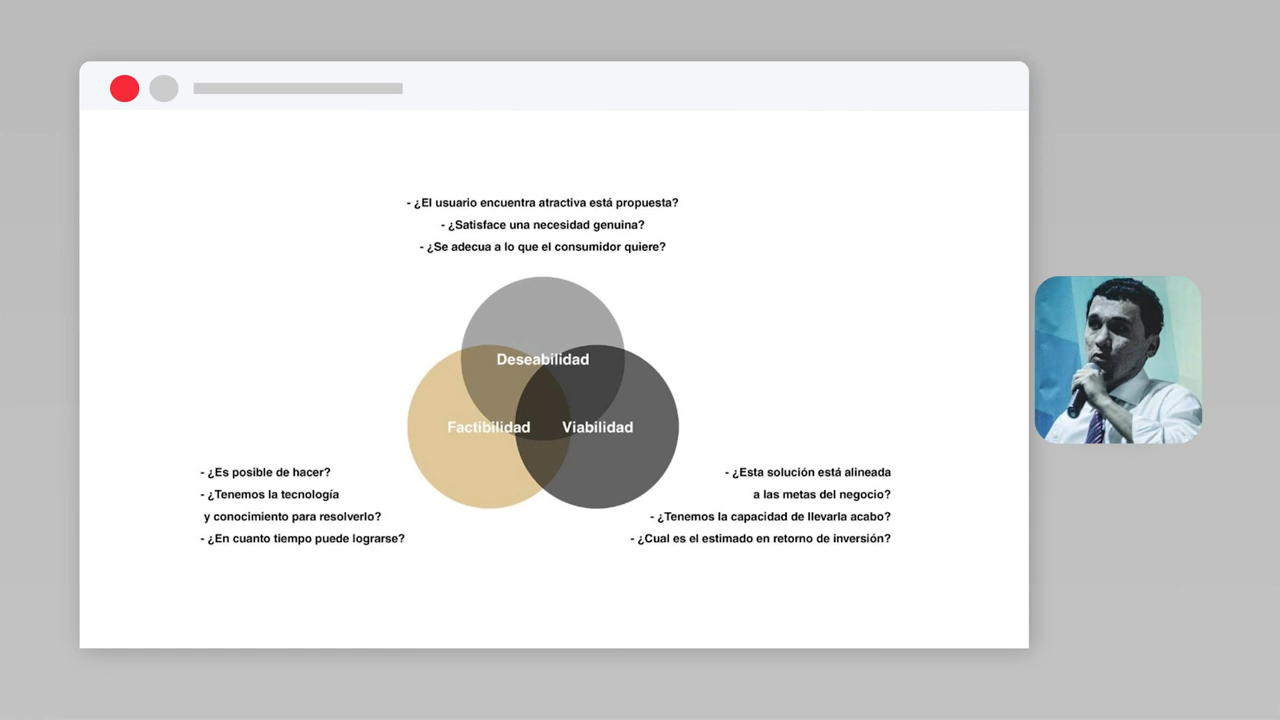 - ¿El usuario encuentra atractiva está propuesta?
- ¿Satisface una necesidad genuina?
- ¿Se adecua a lo que el consumidor quiere?
Deseabilidad
Factibilidad
Viabilidad
- ¿Es posible de hacer?
- ¿Tenemos la tecnología
y conocimiento para resolverlo?
- ¿En cuanto tiempo puede lograrse?
- ¿Esta solución está alineada
a las metas del negocio?
- ¿Tenemos la capacidad de llevarla acabo?
- ¿Cual es el estimado en retorno de inversión?